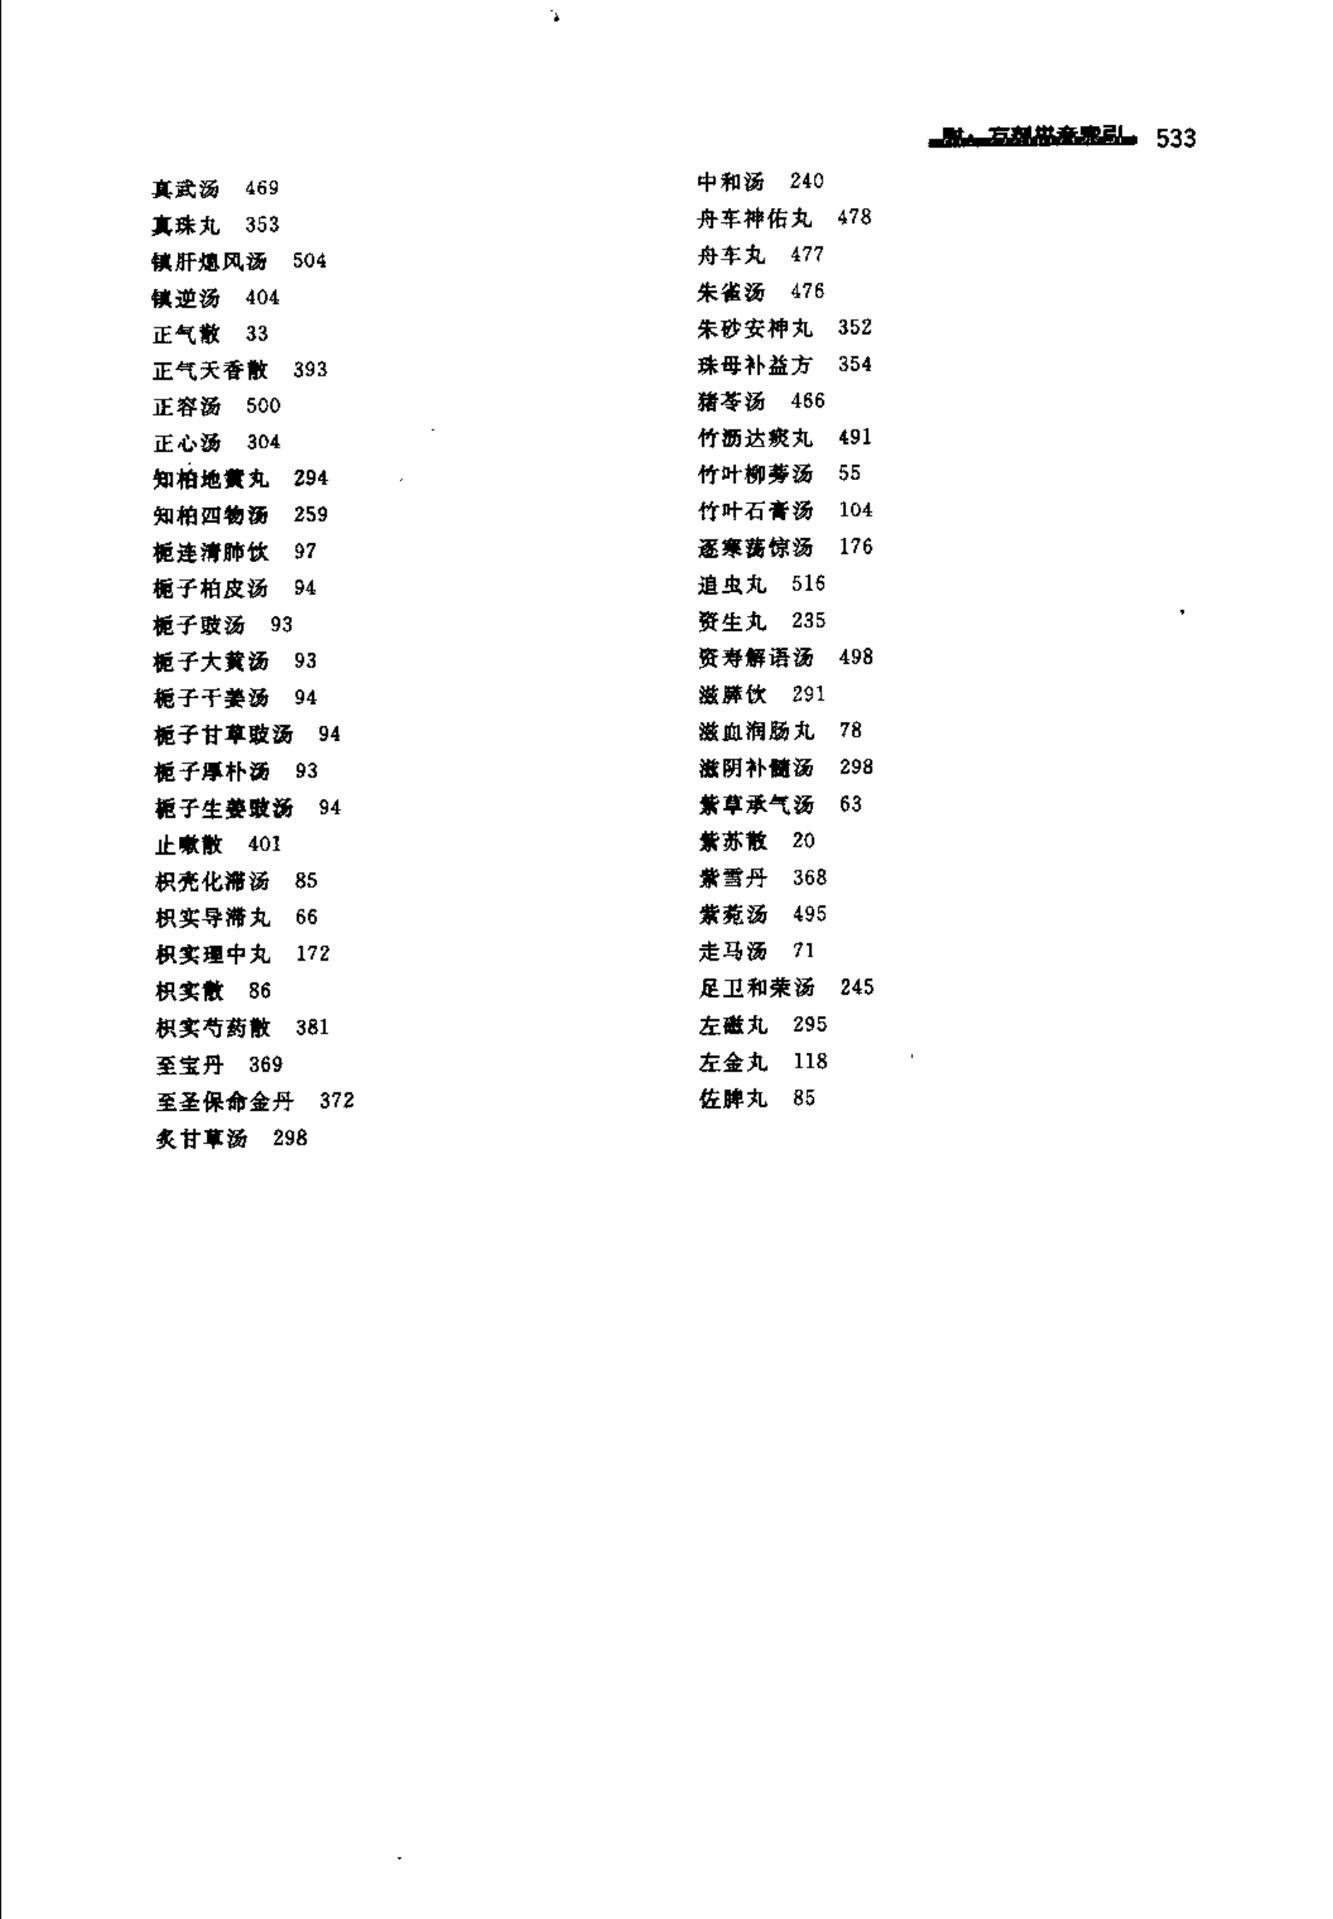 附：方剂拼音索引 533
真武汤 469
真珠丸 353
镇肝熄风汤 504
镇逆汤 404
正气散 33
正气天香散 393
正容汤 500
正心汤 304
知柏地黄丸 294
知柏四物汤 259
栀连清肺饮 97
栀子柏皮汤 94
栀子豉汤 93
栀子大黄汤 93
栀子干姜汤 94
栀子甘草豉汤 94
栀子厚朴汤 93
栀子生姜豉汤 94
止嗽散 401
枳壳化滞汤 85
枳实导滞丸 66
枳实理中丸 172
枳实散 86
枳实芍药散 381
至宝丹 369
至圣保命金丹 372
炙甘草汤 298
中和汤 240
舟车神佑丸 478
舟车丸 477
朱雀汤 476
朱砂安神丸 352
珠母补益方 354
猪苓汤 466
竹沥达痰丸 491
竹叶柳蒡汤 55
竹叶石膏汤 104
逐寒荡惊汤 176
追虫丸 516
资生丸 235
资寿解语汤 498
滋膵饮 291
滋血润肠丸 78
滋阴补髓汤 298
紫草承气汤 63
紫苏散 20
紫雪丹 368
紫菀汤 495
走马汤 71
足卫和荣汤 245
左磁丸 295
左金丸 118
佐脾丸 85